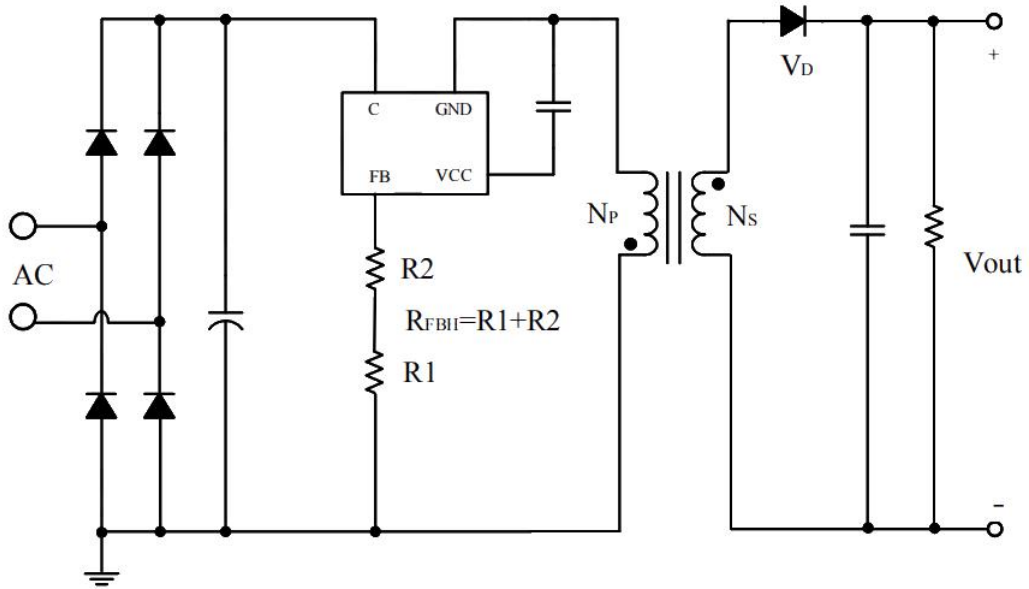 C GND
FB VCC
VD
+
NP NS
AC
R2
RFBH=R1+R2
R1
Vout
-